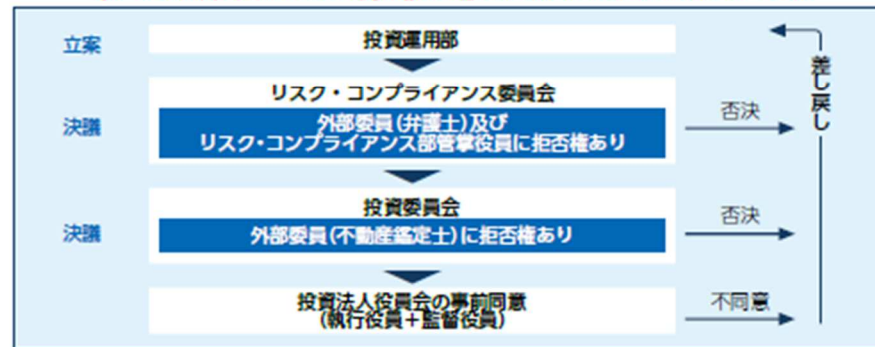 立案
投資運用部
差し戻し
リスク・コンプライアンス委員会
決議
外部委員(弁護士)及び
リスク・コンプライアンス部管掌役員に拒否権あり
否決
投資委員会
決議
外部委員(不動産鑑定士)に拒否権あり
否決
投資法人役員会の事前同意
(執行役員+監督役員)
不同意